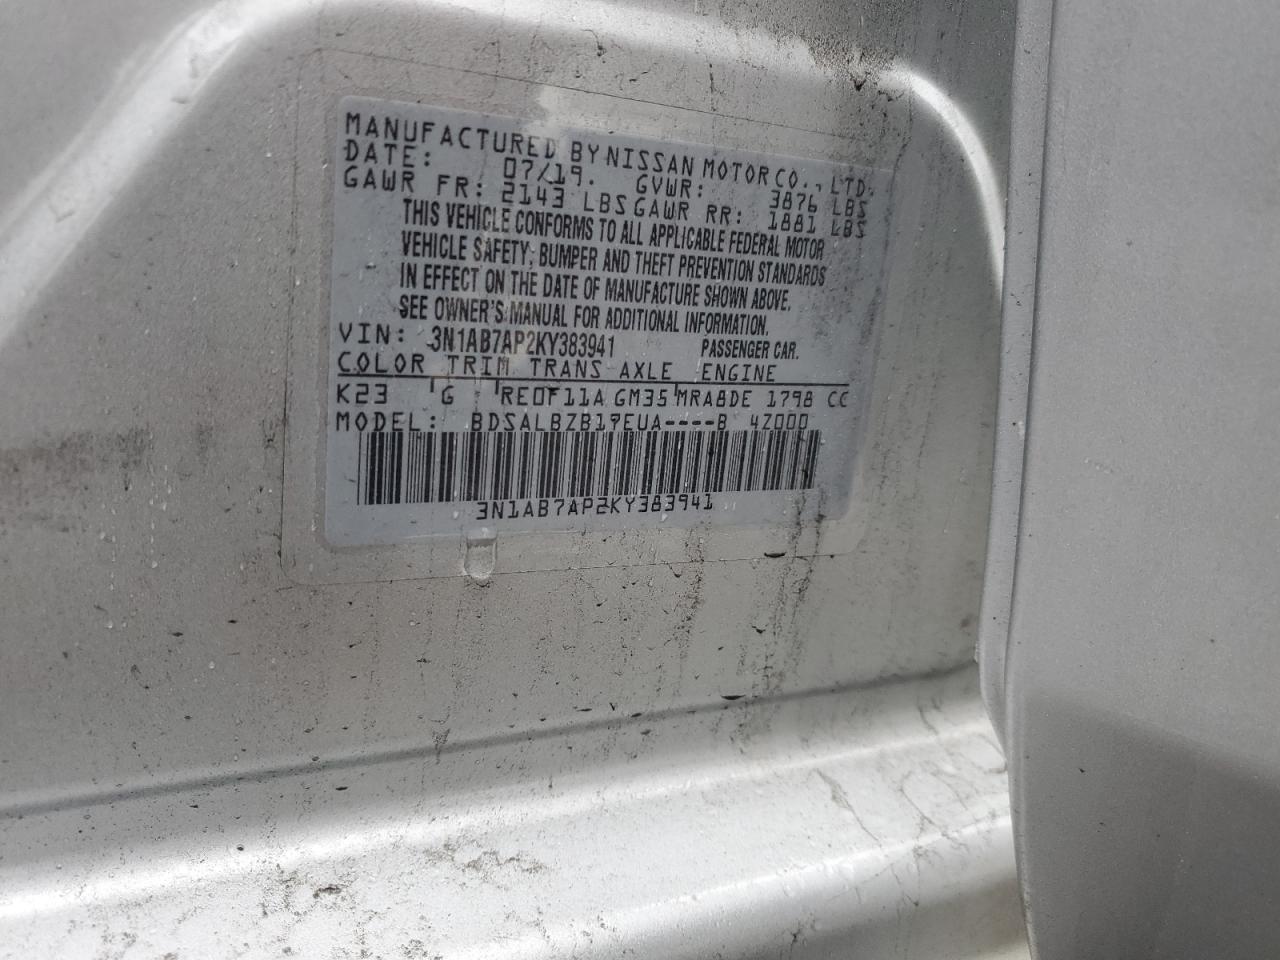 MANUFACTURED BY NISSAN MOTOR CO., LTD.
DATE: 07/19. GVWR: 3876 LBS
GAWR FR: 2143 LBS GAWR RR: 1881 LBS
THIS VEHICLE CONFORMS TO ALL APPLICABLE FEDERAL MOTOR
VEHICLE SAFETY, BUMPER AND THEFT PREVENTION STANDARDS
IN EFFECT ON THE DATE OF MANUFACTURE SHOWN ABOVE.
SEE OWNER'S MANUAL FOR ADDITIONAL INFORMATION.
VIN: 3N1AB7AP2KY383941 PASSENGER CAR.
COLOR TRIM TRANS AXLE ENGINE
K23 G RE0F11A GM35 MRA8DE 1798 CC
MODEL: BDSALBZB19EUA----B 4Z000
3N1AB7AP2KY383941